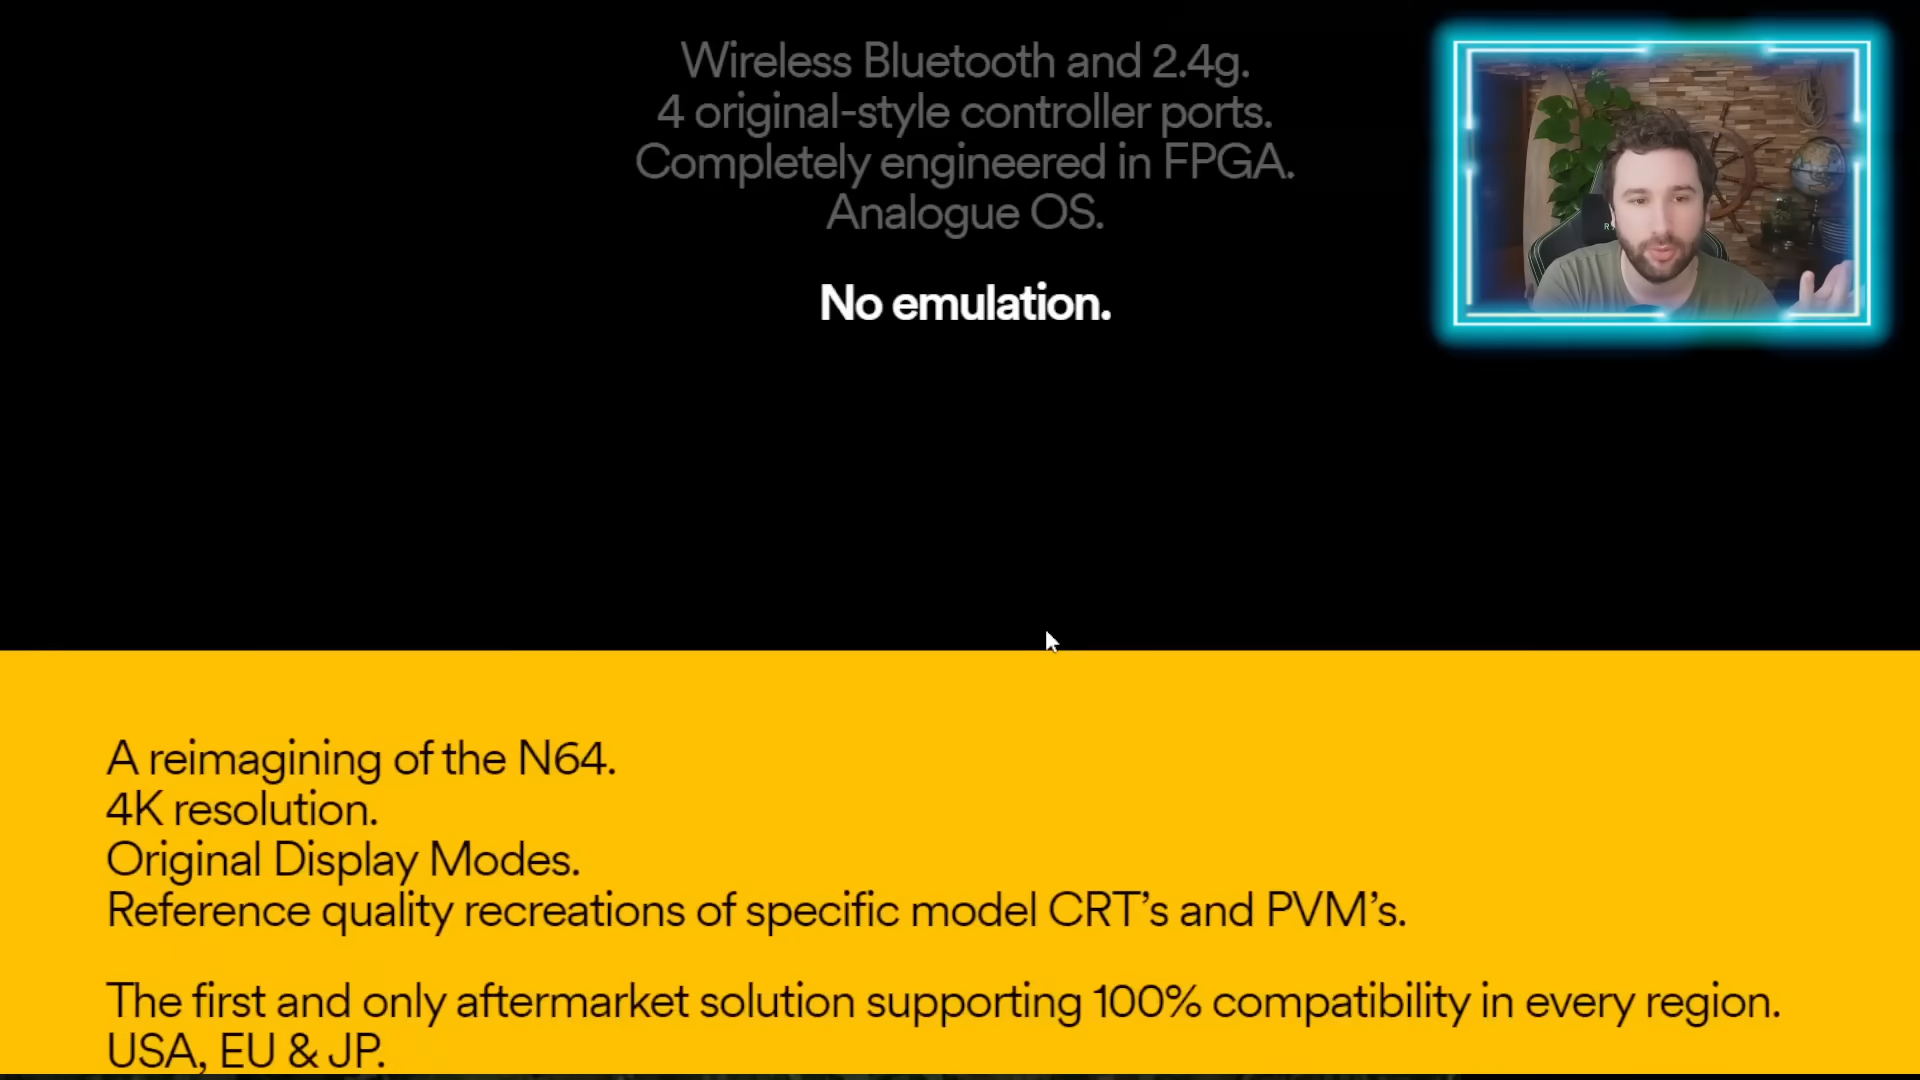 Wireless Bluetooth and 2.4g.
4 original-style controller ports.
Completely engineered in FPGA.
Analogue OS.
No emulation.
A reimagining of the N64.
4K resolution.
Original Display Modes.
Reference quality recreations of specific model CRT’s and PVM’s.
The first and only aftermarket solution supporting 100% compatibility in every region.
USA, EU & JP.